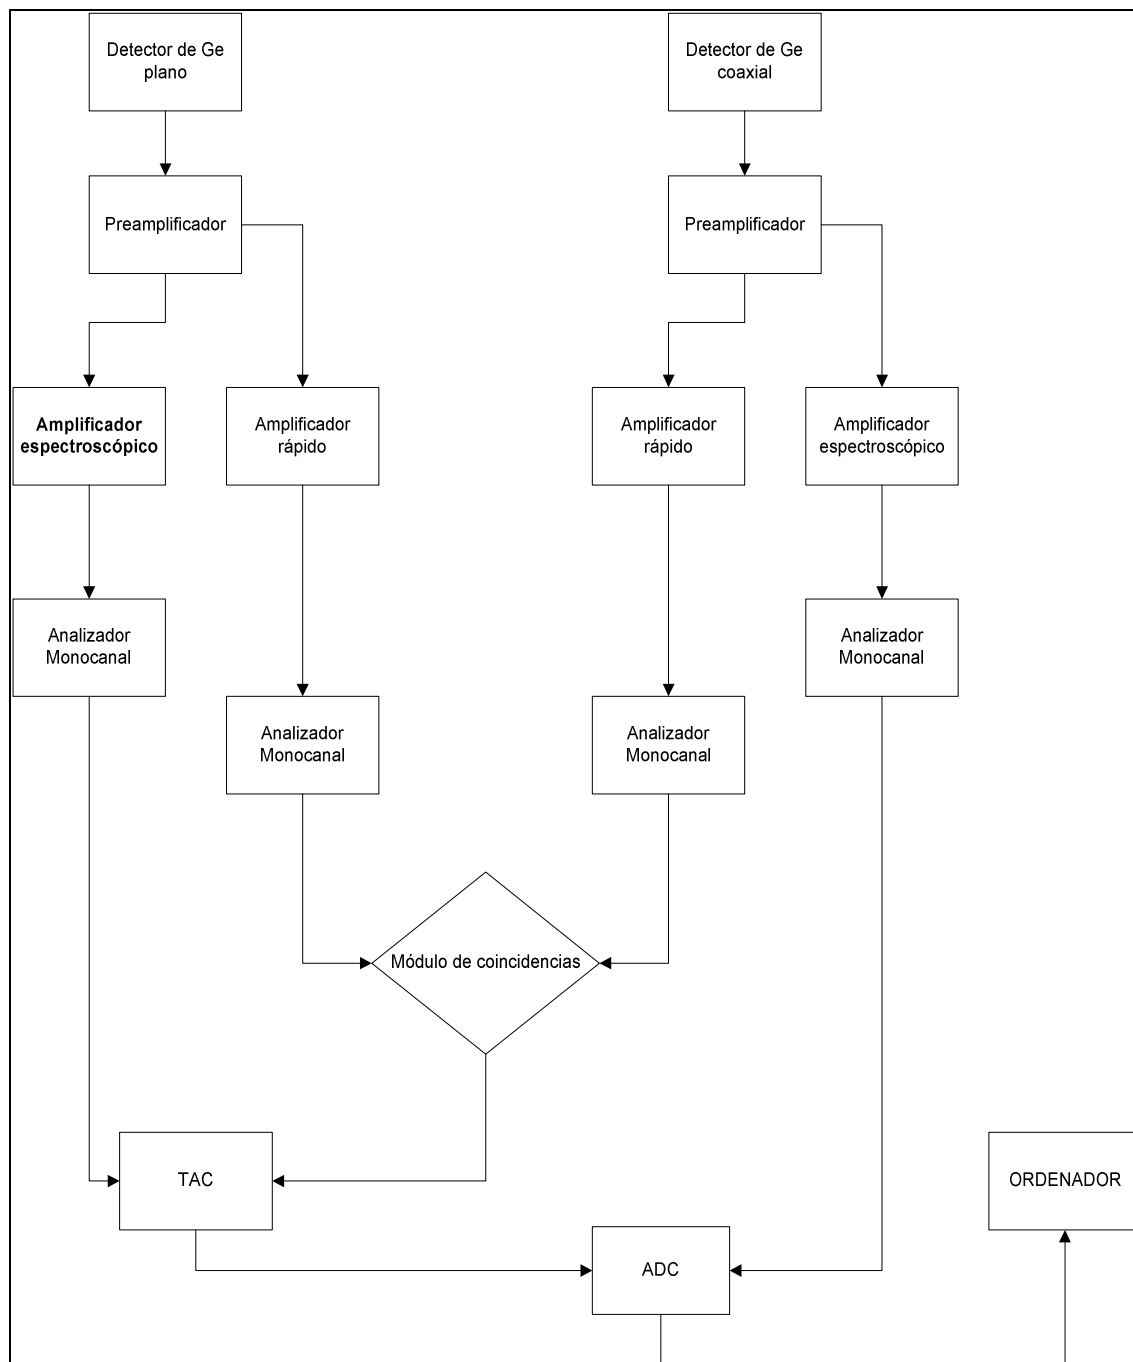 Detector de Ge
plano
Detector de Ge
coaxial
Preamplificador
Preamplificador
Amplificador
espectroscópico
Amplificador
rápido
Amplificador
rápido
Amplificador
espectroscópico
Analizador
Monocanal
Analizador
Monocanal
Analizador
Monocanal
Analizador
Monocanal
Módulo de coincidencias
TAC
ORDENADOR
ADC